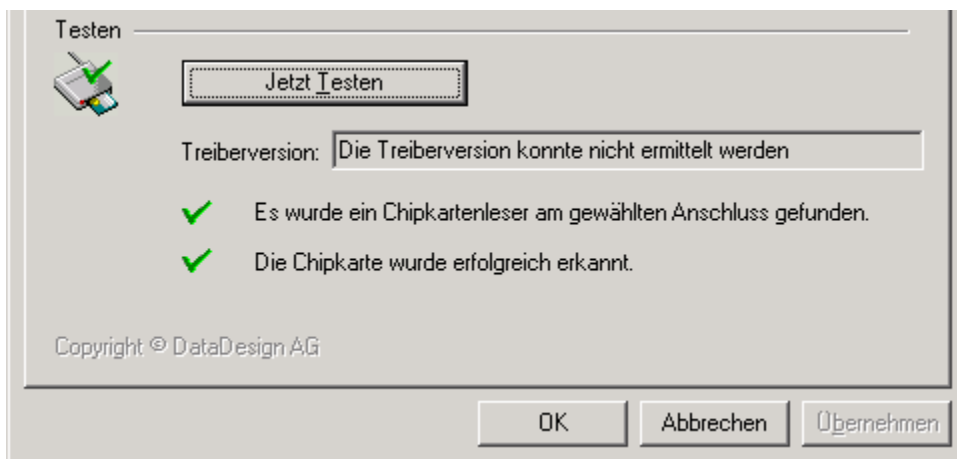 Testen
Jetzt Testen
Treiberversion: Die Treiberversion konnte nicht ermittelt werden
Es wurde ein Chipkartenleser am gewählten Anschluss gefunden.
Die Chipkarte wurde erfolgreich erkannt.
Copyright © DataDesign AG
OK Abbrechen Übernehmen